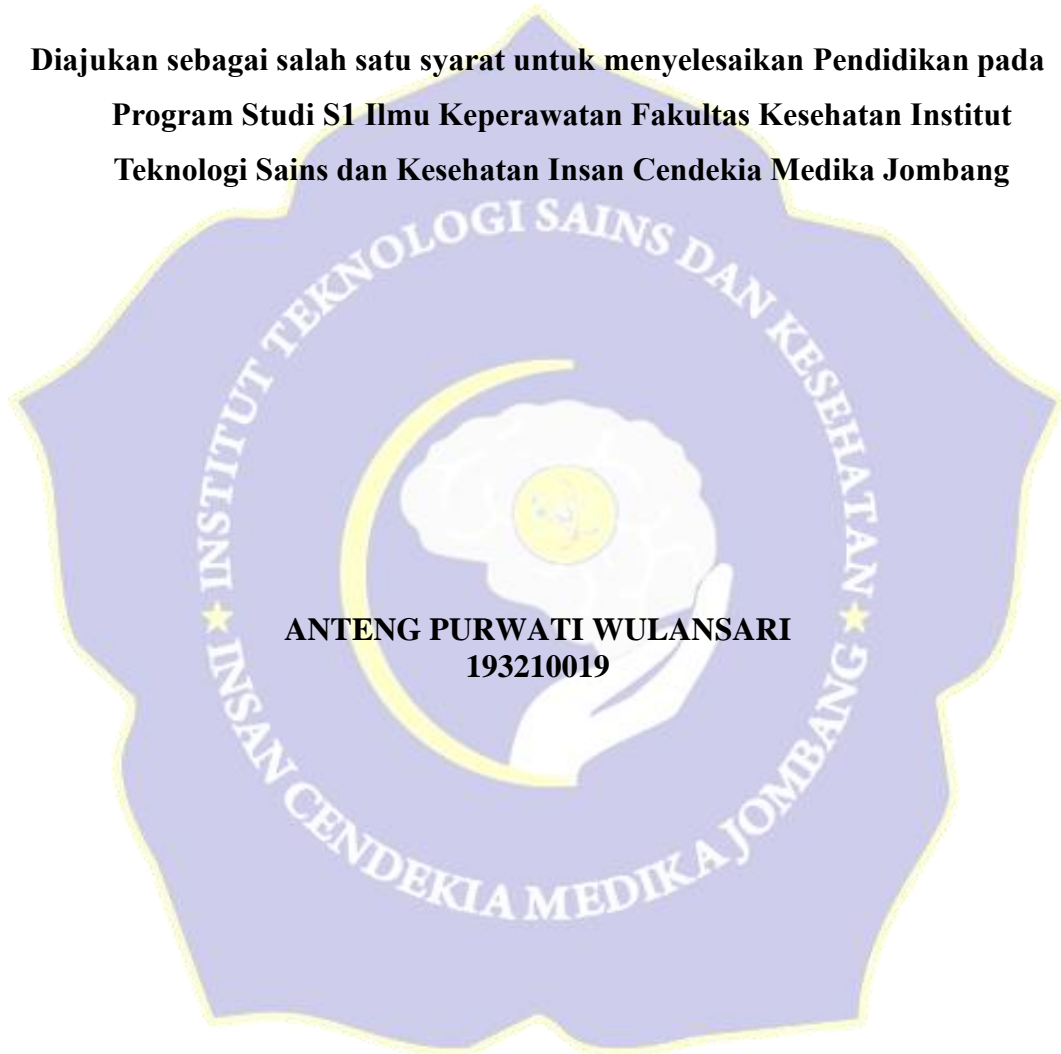 Diajukan sebagai salah satu syarat untuk menyelesaikan Pendidikan pada
Program Studi S1 Ilmu Keperawatan Fakultas Kesehatan Institut
Teknologi Sains dan Kesehatan Insan Cendekia Medika Jombang
INSTITUT TEKNOLOGI SAINS DAN KESEHATAN
ANTENG PURWATI WULANSARI
193210019
INSAN CENDEKIA MEDIKA JOMBANG